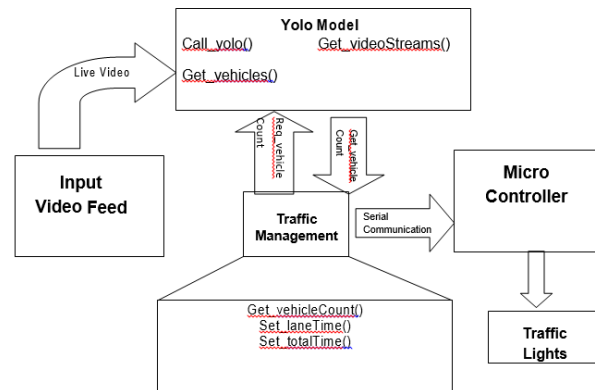 Yolo Model
Call_yolo() Get_videoStreams()
Get_vehicles()
Live Video
Req_vehicle
Count
Get_vehicle
Count
Input
Video Feed
Traffic
Management
Serial
Communication
Micro
Controller
Get_vehicleCount()
Set_laneTime()
Set_totalTime()
Traffic
Lights